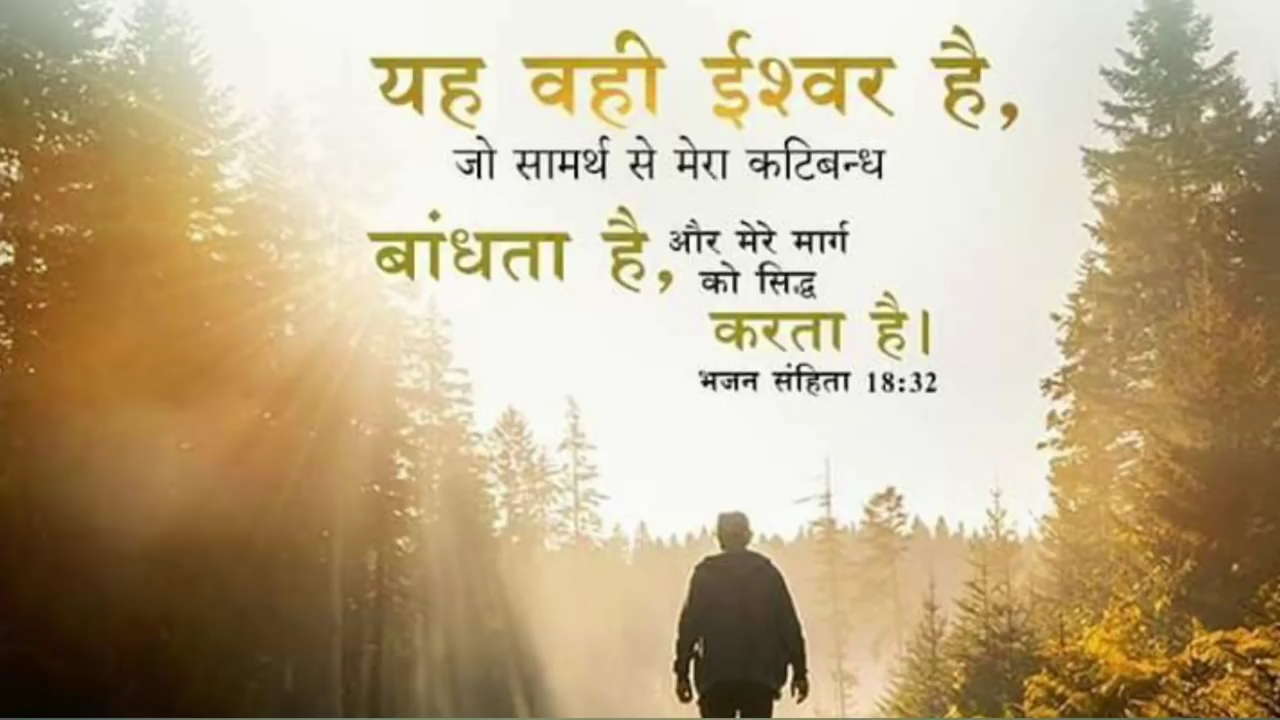 यह वही ईश्वर है,
जो सामर्थ से मेरा कटिबन्ध
बांधता है, और मेरे मार्ग
को सिद्ध
करता है।
भजन संहिता 18:32